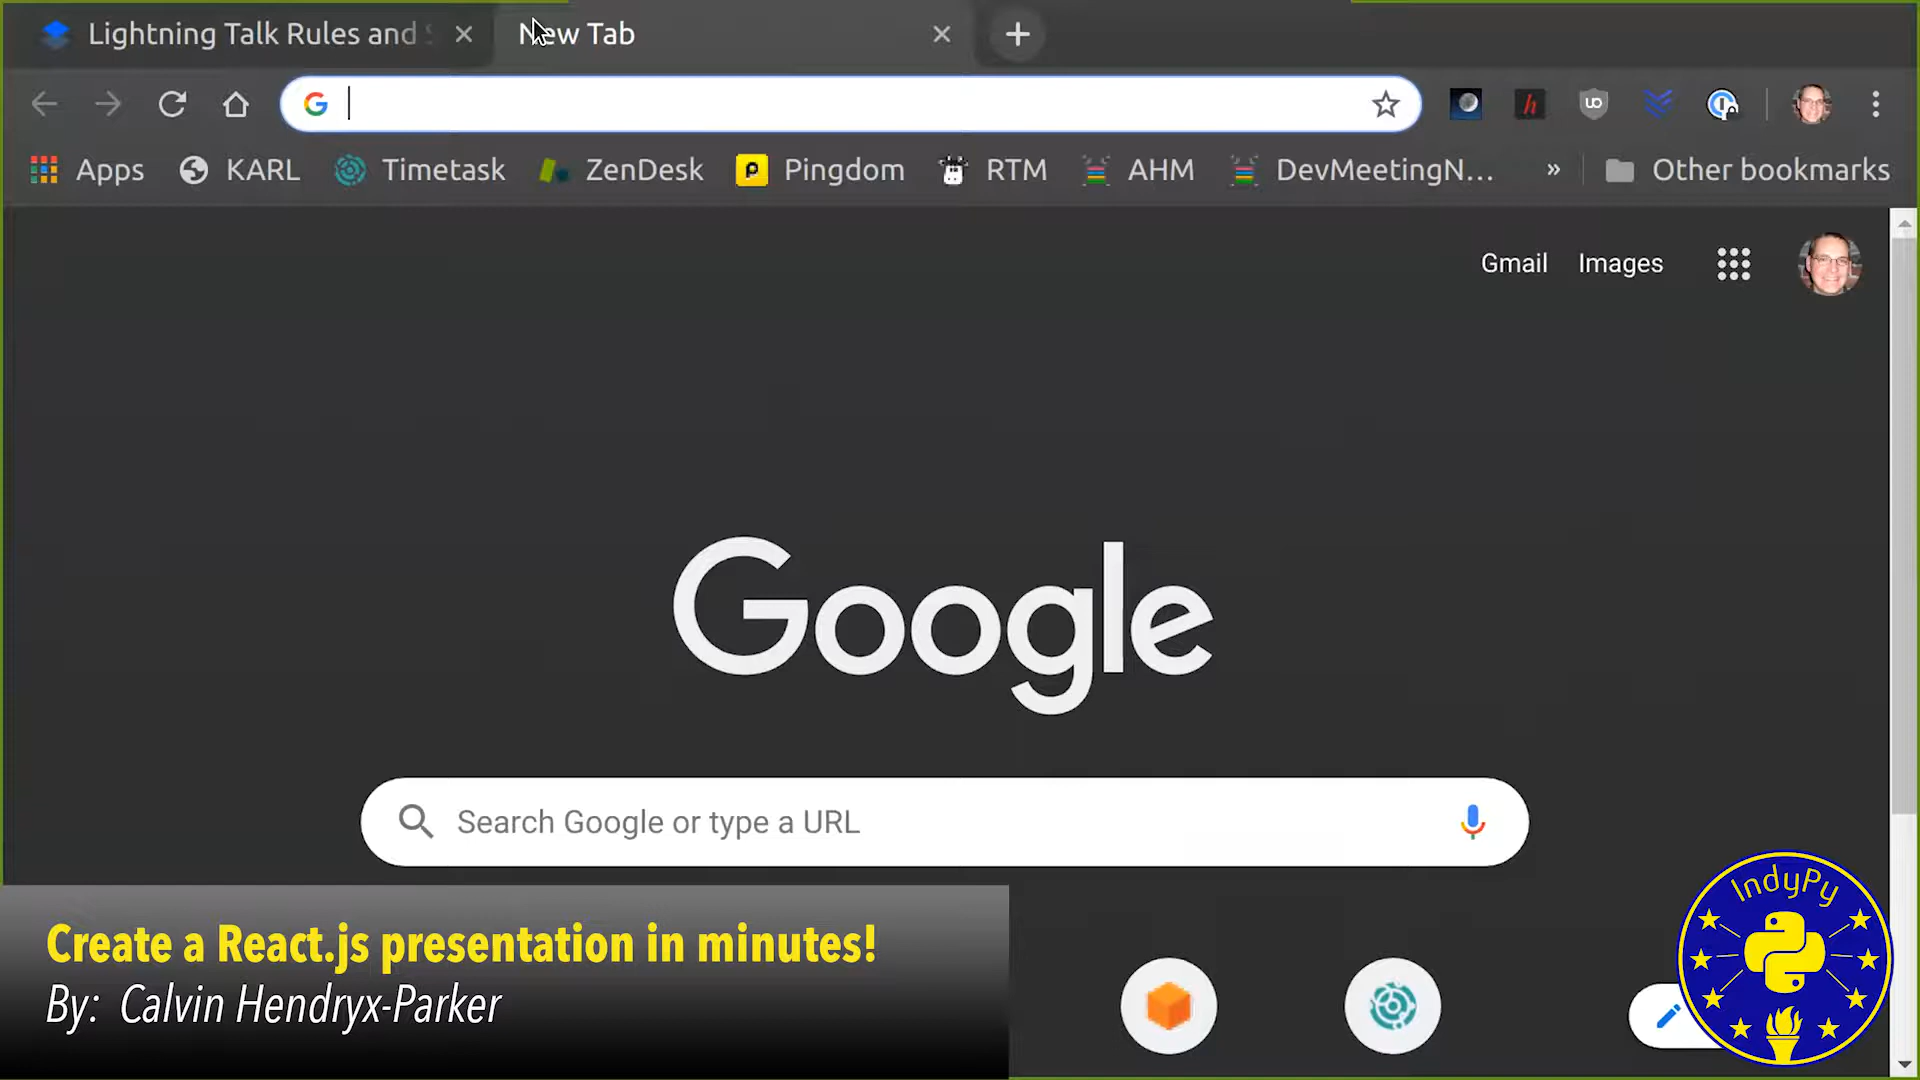 Lightning Talk Rules and
New Tab
Apps
KARL
Timetask
ZenDesk
Pingdom
RTM
AHM
DevMeetingN...
»
Other bookmarks
Gmail
Images
Google
Search Google or type a URL
Create a React.js presentation in minutes!
By: Calvin Hendryx-Parker
IndyPy